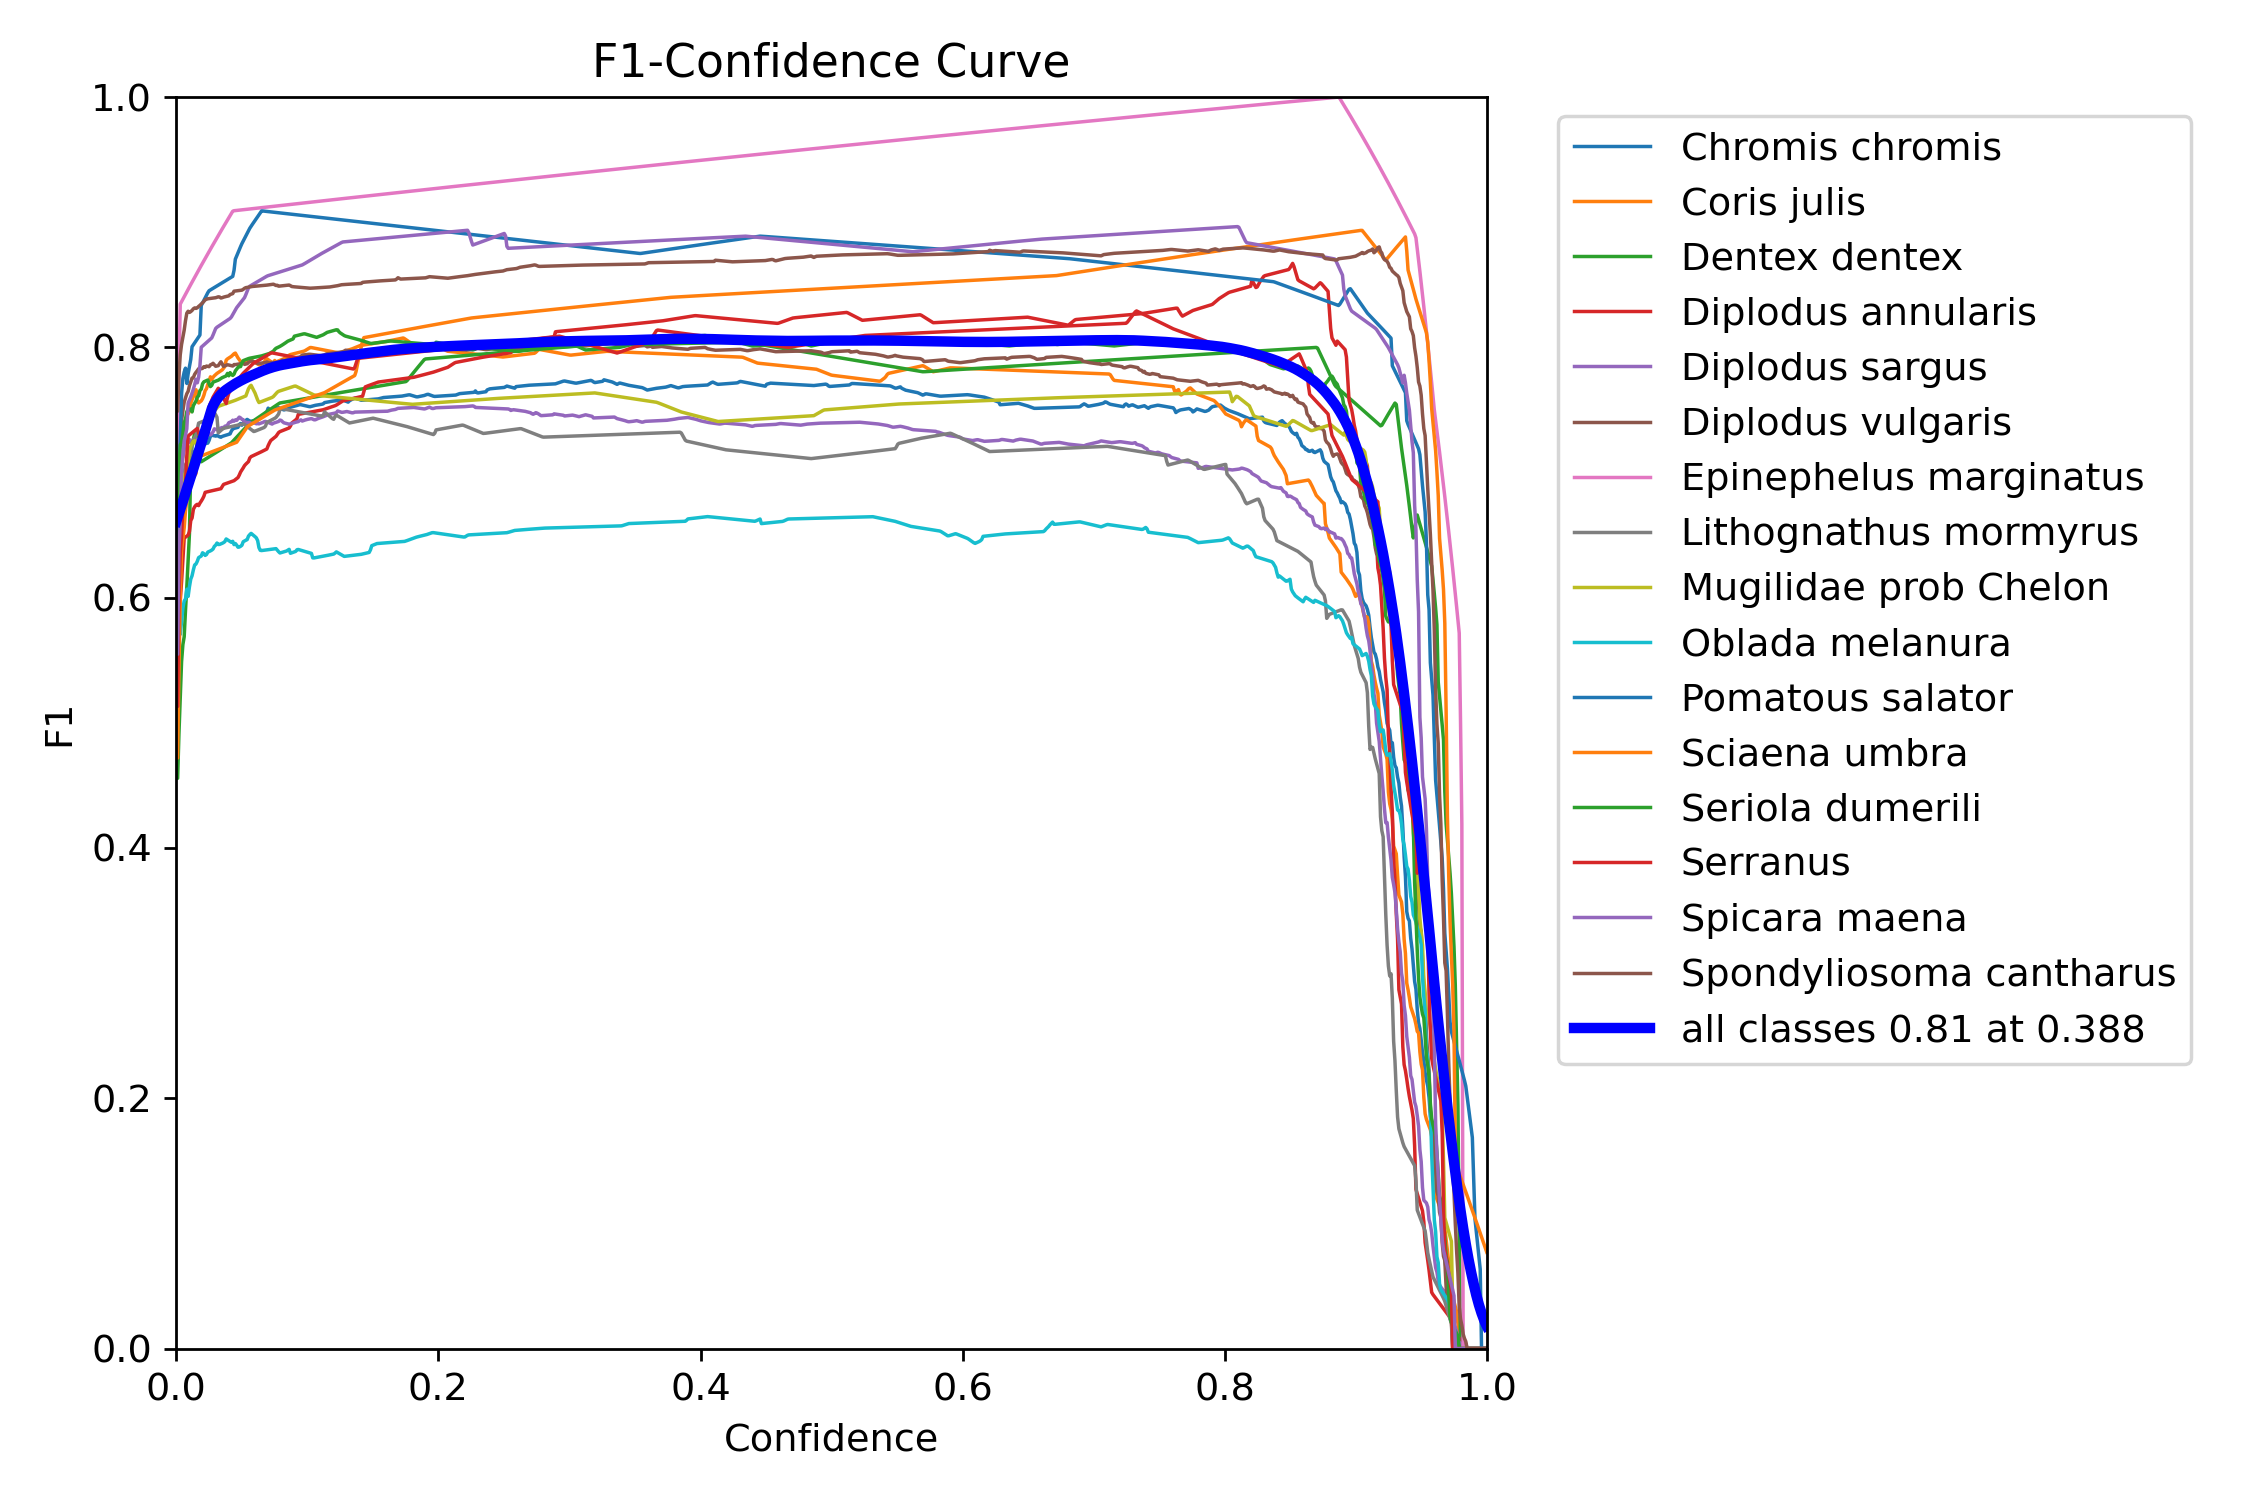 F1-Confidence Curve
1.0
0.8
0.6
0.4
0.2
0.0
F1
0.0 0.2 0.4 0.6 0.8 1.0
Confidence
Chromis chromis
Coris julis
Dentex dentex
Diplodus annularis
Diplodus sargus
Diplodus vulgaris
Epinephelus marginatus
Lithognathus mormyrus
Mugilidae prob Chelon
Oblada melanura
Pomatous salator
Sciaena umbra
Seriola dumerili
Serranus
Spicara maena
Spondyliosoma cantharus
all classes 0.81 at 0.388